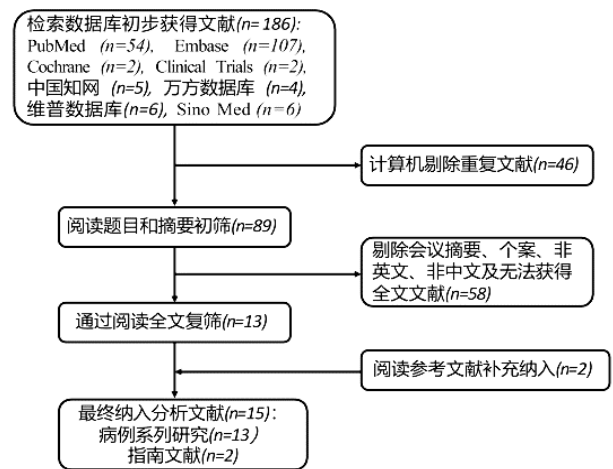 检索数据库初步获得文献(n=186):
PubMed (n=54), Embase (n=107),
Cochrane (n=2), Clinical Trials (n=2),
中国知网 (n=5), 万方数据库 (n=4),
维普数据库(n=6), Sino Med (n=6)
计算机剔除重复文献(n=46)
阅读题目和摘要初筛(n=89)
剔除会议摘要、个案、非
英文、非中文及无法获得
全文文献(n=58)
通过阅读全文复筛(n=13)
阅读参考文献补充纳入(n=2)
最终纳入分析文献(n=15):
病例系列研究(n=13)
指南文献(n=2)